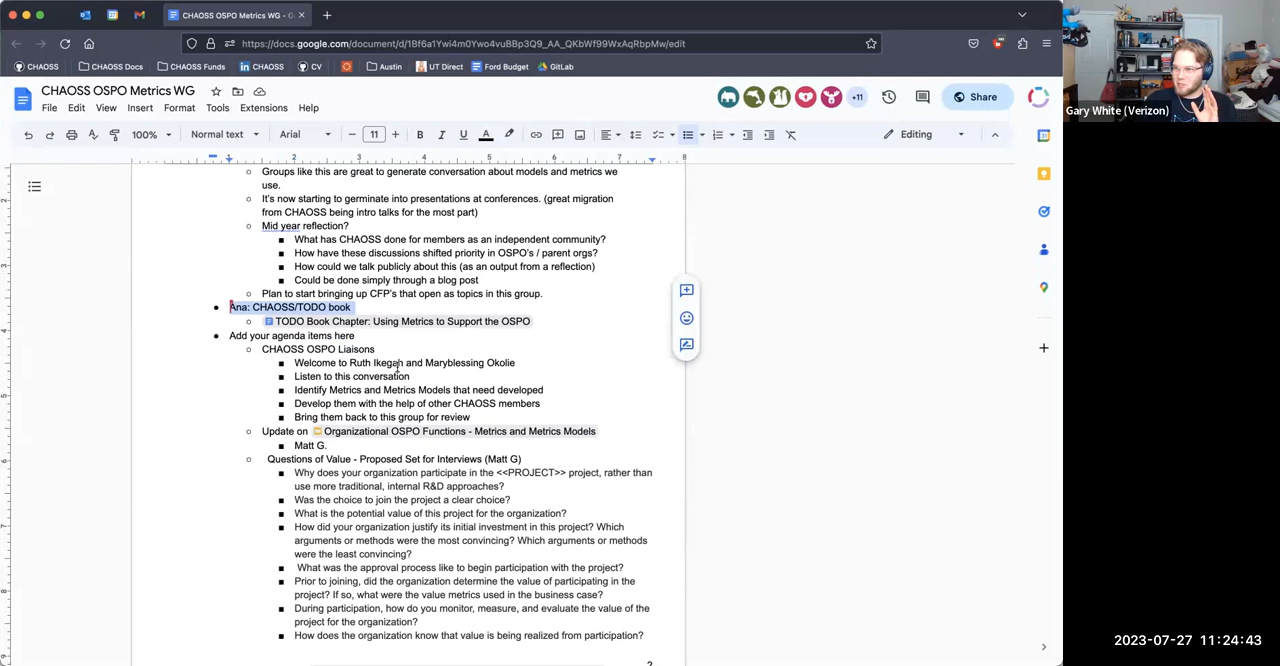 CHAOSS OSPO Metrics WG - G
https://docs.google.com/document/d/1Bf6a1Ywi4m0Ywo4vuBBp3Q9_AA_QKbWf99WxAqRbpMw/edit
CHAOSS
CHAOSS Docs
CHAOSS Funds
CHAOSS
CV
Austin
UT Direct
Ford Budget
GitLab
CHAOSS OSPO Metrics WG
File Edit View Insert Format Tools Extensions Help
+11
Share
100%
Normal text
Arial
11
Editing
1 2 3 4 5 6 7 8
Groups like this are great to generate conversation about models and metrics we
use.
It's now starting to germinate into presentations at conferences. (great migration
from CHAOSS being intro talks for the most part)
Mid year reflection?
What has CHAOSS done for members as an independent community?
How have these discussions shifted priority in OSPO's / parent orgs?
How could we talk publicly about this (as an output from a reflection)
Could be done simply through a blog post
Plan to start bringing up CFP's that open as topics in this group.
Ana: CHAOSS/TODO book
TODO Book Chapter: Using Metrics to Support the OSPO
Add your agenda items here
CHAOSS OSPO Liaisons
Welcome to Ruth Ikegah and Maryblessing Okolie
Listen to this conversation
Identify Metrics and Metrics Models that need developed
Develop them with the help of other CHAOSS members
Bring them back to this group for review
Update on Organizational OSPO Functions - Metrics and Metrics Models
Matt G.
Questions of Value - Proposed Set for Interviews (Matt G)
Why does your organization participate in the <<PROJECT>> project, rather than
use more traditional, internal R&D approaches?
Was the choice to join the project a clear choice?
What is the potential value of this project for the organization?
How did your organization justify its initial investment in this project? Which
arguments or methods were the most convincing? Which arguments or methods
were the least convincing?
What was the approval process like to begin participation with the project?
Prior to joining, did the organization determine the value of participating in the
project? If so, what were the value metrics used in the business case?
During participation, how do you monitor, measure, and evaluate the value of the
project for the organization?
How does the organization know that value is being realized from participation?
2
Gary White (Verizon)
2023-07-27 11:24:43